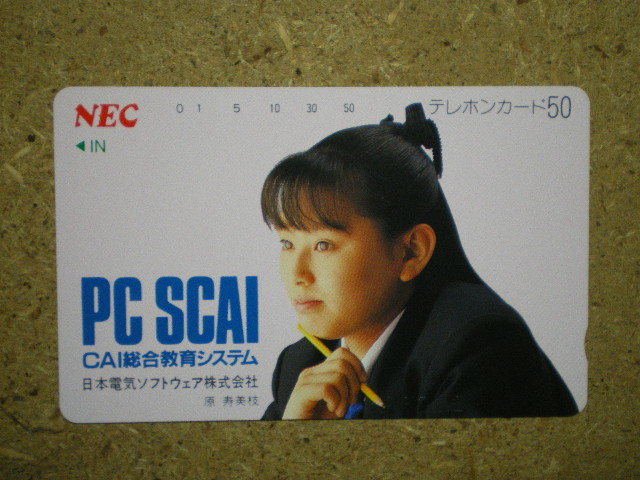 NEC
0 1 5 10 30 50
テレホンカード50
◀IN
PC SCAI
CAI総合教育システム
日本電気ソフトウェア株式会社
原 寿美枝